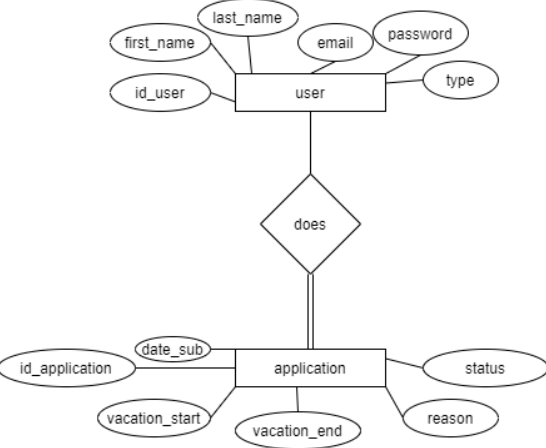 last_name
first_name
email
password
id_user
user
type
does
date_sub
id_application
application
status
vacation_start
vacation_end
reason